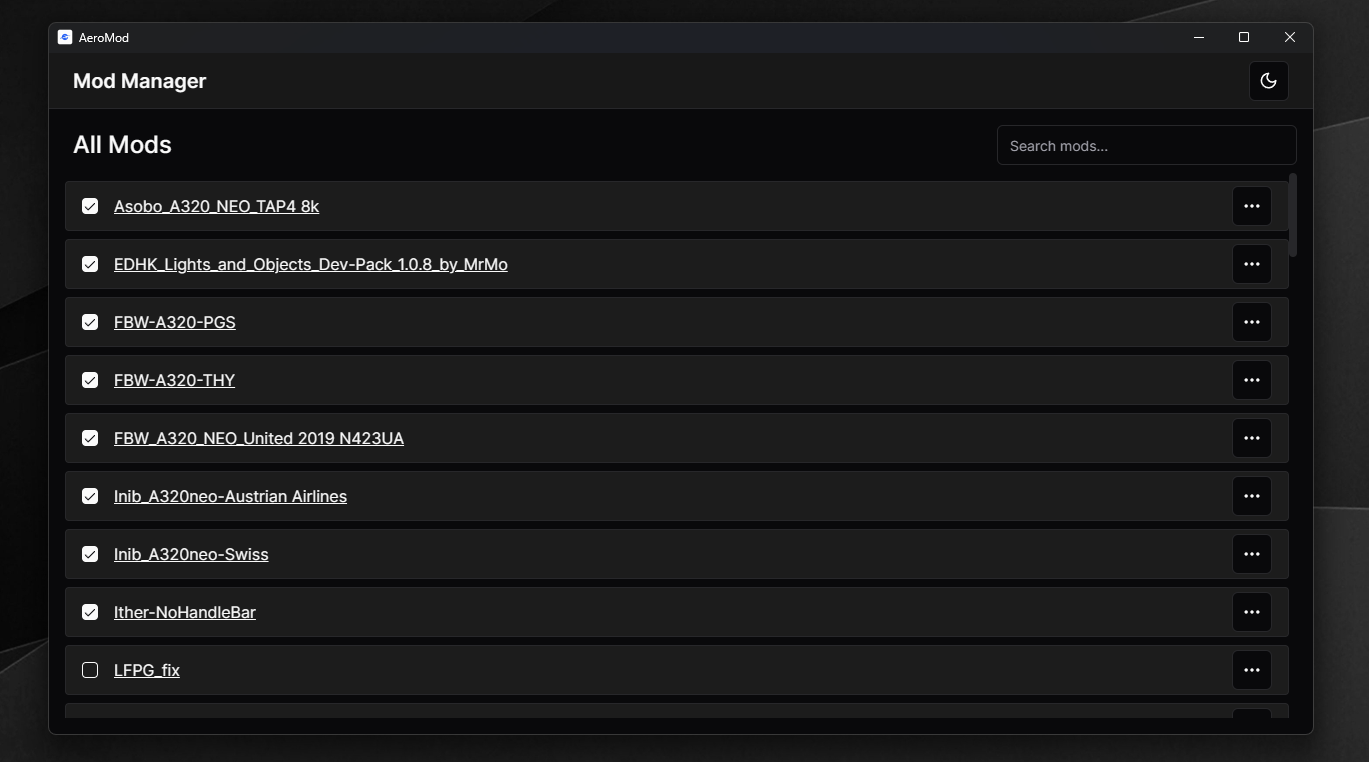 AeroMod
Mod Manager
All Mods
Search mods...
Asobo_A320_NEO_TAP4 8k
EDHK_Lights_and_Objects_Dev-Pack_1.0.8_by_MrMo
FBW-A320-PGS
FBW-A320-THY
FBW_A320_NEO_United 2019 N423UA
Inib_A320neo-Austrian Airlines
Inib_A320neo-Swiss
Ither-NoHandleBar
LFPG_fix